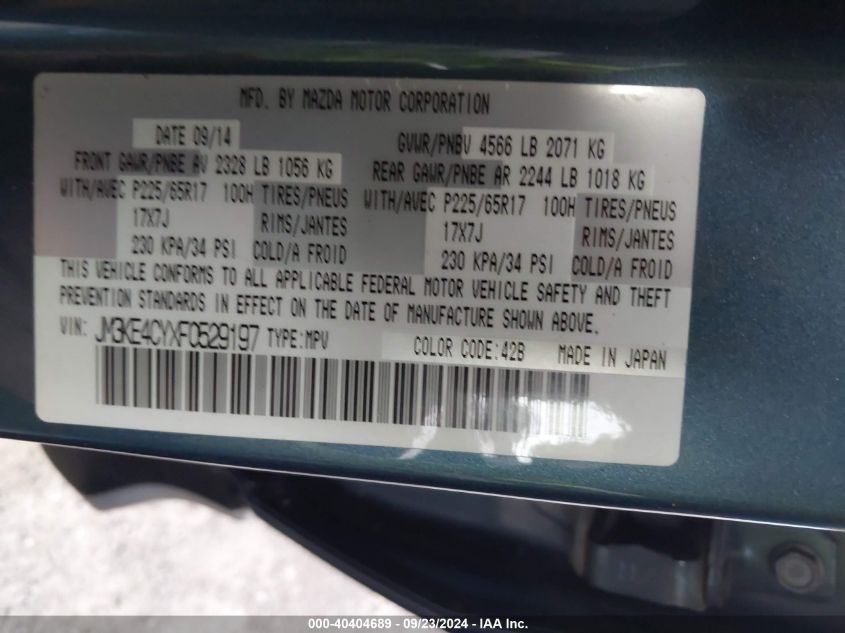 MFD. BY MAZDA MOTOR CORPORATION
DATE 09/14 GVWR/PNBV 4566 LB 2071 KG
FRONT GAWR/PNBE AV 2328 LB 1056 KG REAR GAWR/PNBE AR 2244 LB 1018 KG
WITH/AVEC P225/65R17 100H TIRES/PNEUS WITH/AVEC P225/65R17 100H TIRES/PNEUS
17X7J RIMS/JANTES 17X7J RIMS/JANTES
230 KPA/34 PSI COLD/A FROID 230 KPA/34 PSI COLD/A FROID
THIS VEHICLE CONFORMS TO ALL APPLICABLE FEDERAL MOTOR VEHICLE SAFETY AND THEFT
PREVENTION STANDARDS IN EFFECT ON THE DATE OF MANUFACTURE SHOWN ABOVE.
VIN: JM3KE4CYXF0529197 TYPE:MPV COLOR CODE:42B MADE IN JAPAN
000-40404689 - 09/23/2024 - IAAI.com.